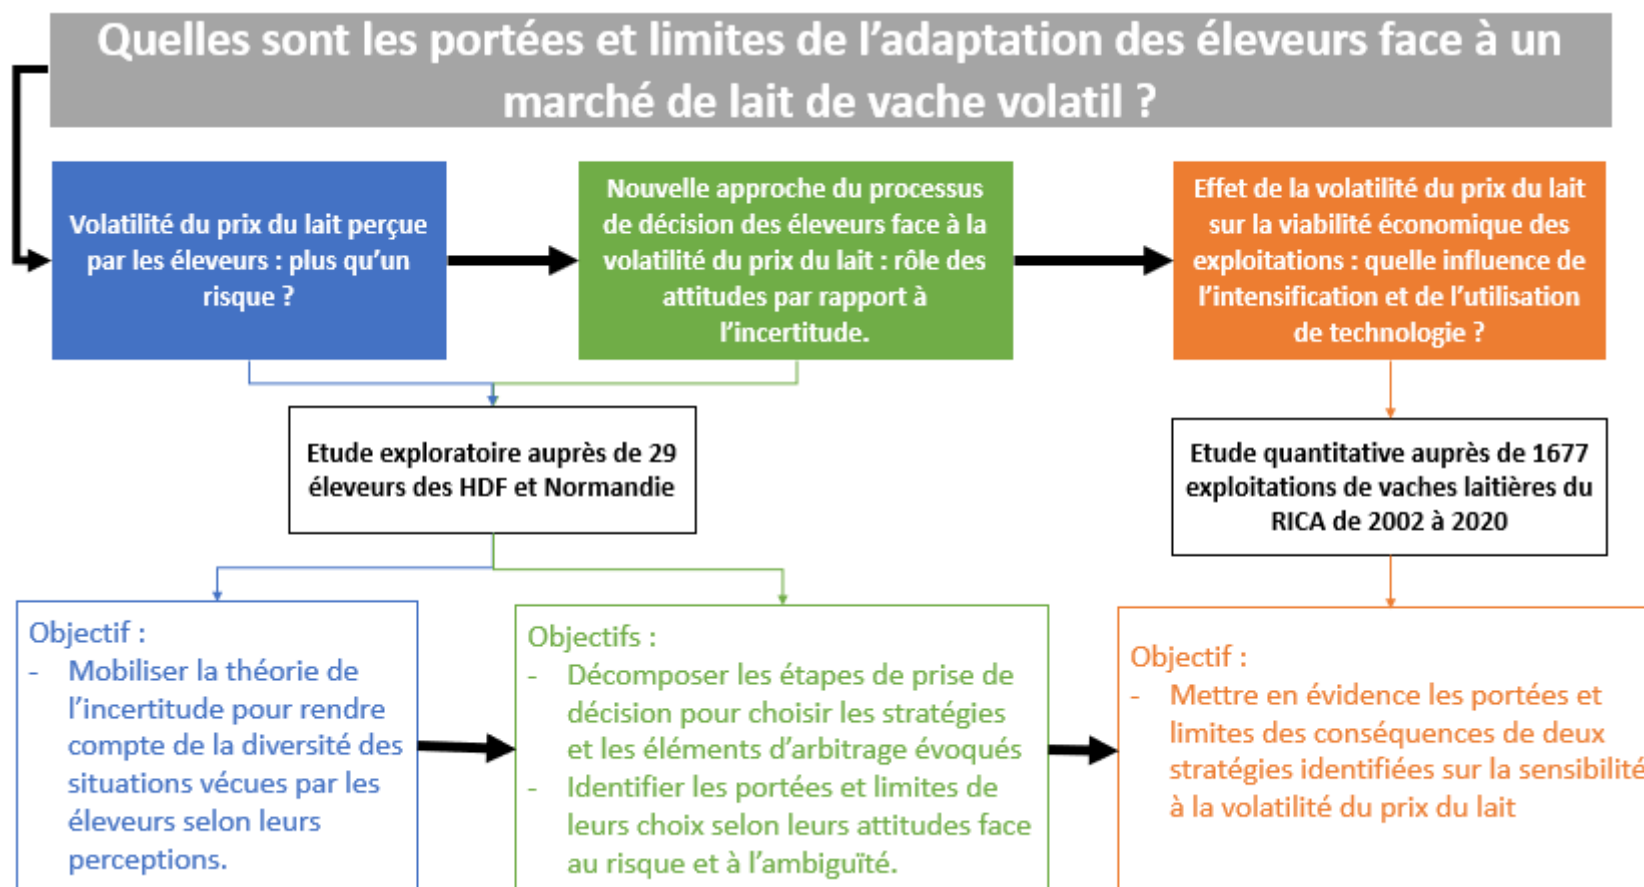 Quelles sont les portées et limites de l'adaptation des éleveurs face à un
marché de lait de vache volatil ?
Volatilité du prix du lait perçue
par les éleveurs : plus qu'un
risque ?
Nouvelle approche du processus
de décision des éleveurs face à la
volatilité du prix du lait : rôle des
attitudes par rapport à
l'incertitude.
Effet de la volatilité du prix du lait
sur la viabilité économique des
exploitations : quelle influence de
l'intensification et de l'utilisation
de technologie ?
Etude exploratoire auprès de 29
éleveurs des HDF et Normandie
Etude quantitative auprès de 1677
exploitations de vaches laitières du
RICA de 2002 à 2020
Objectif :
- Mobiliser la théorie de
l'incertitude pour rendre
compte de la diversité des
situations vécues par les
éleveurs selon leurs
perceptions.
Objectifs :
- Décomposer les étapes de prise de
décision pour choisir les stratégies
et les éléments d'arbitrage évoqués
- Identifier les portées et limites de
leurs choix selon leurs attitudes face
au risque et à l'ambiguïté.
Objectif :
- Mettre en évidence les portées et
limites des conséquences de deux
stratégies identifiées sur la sensibilité
à la volatilité du prix du lait